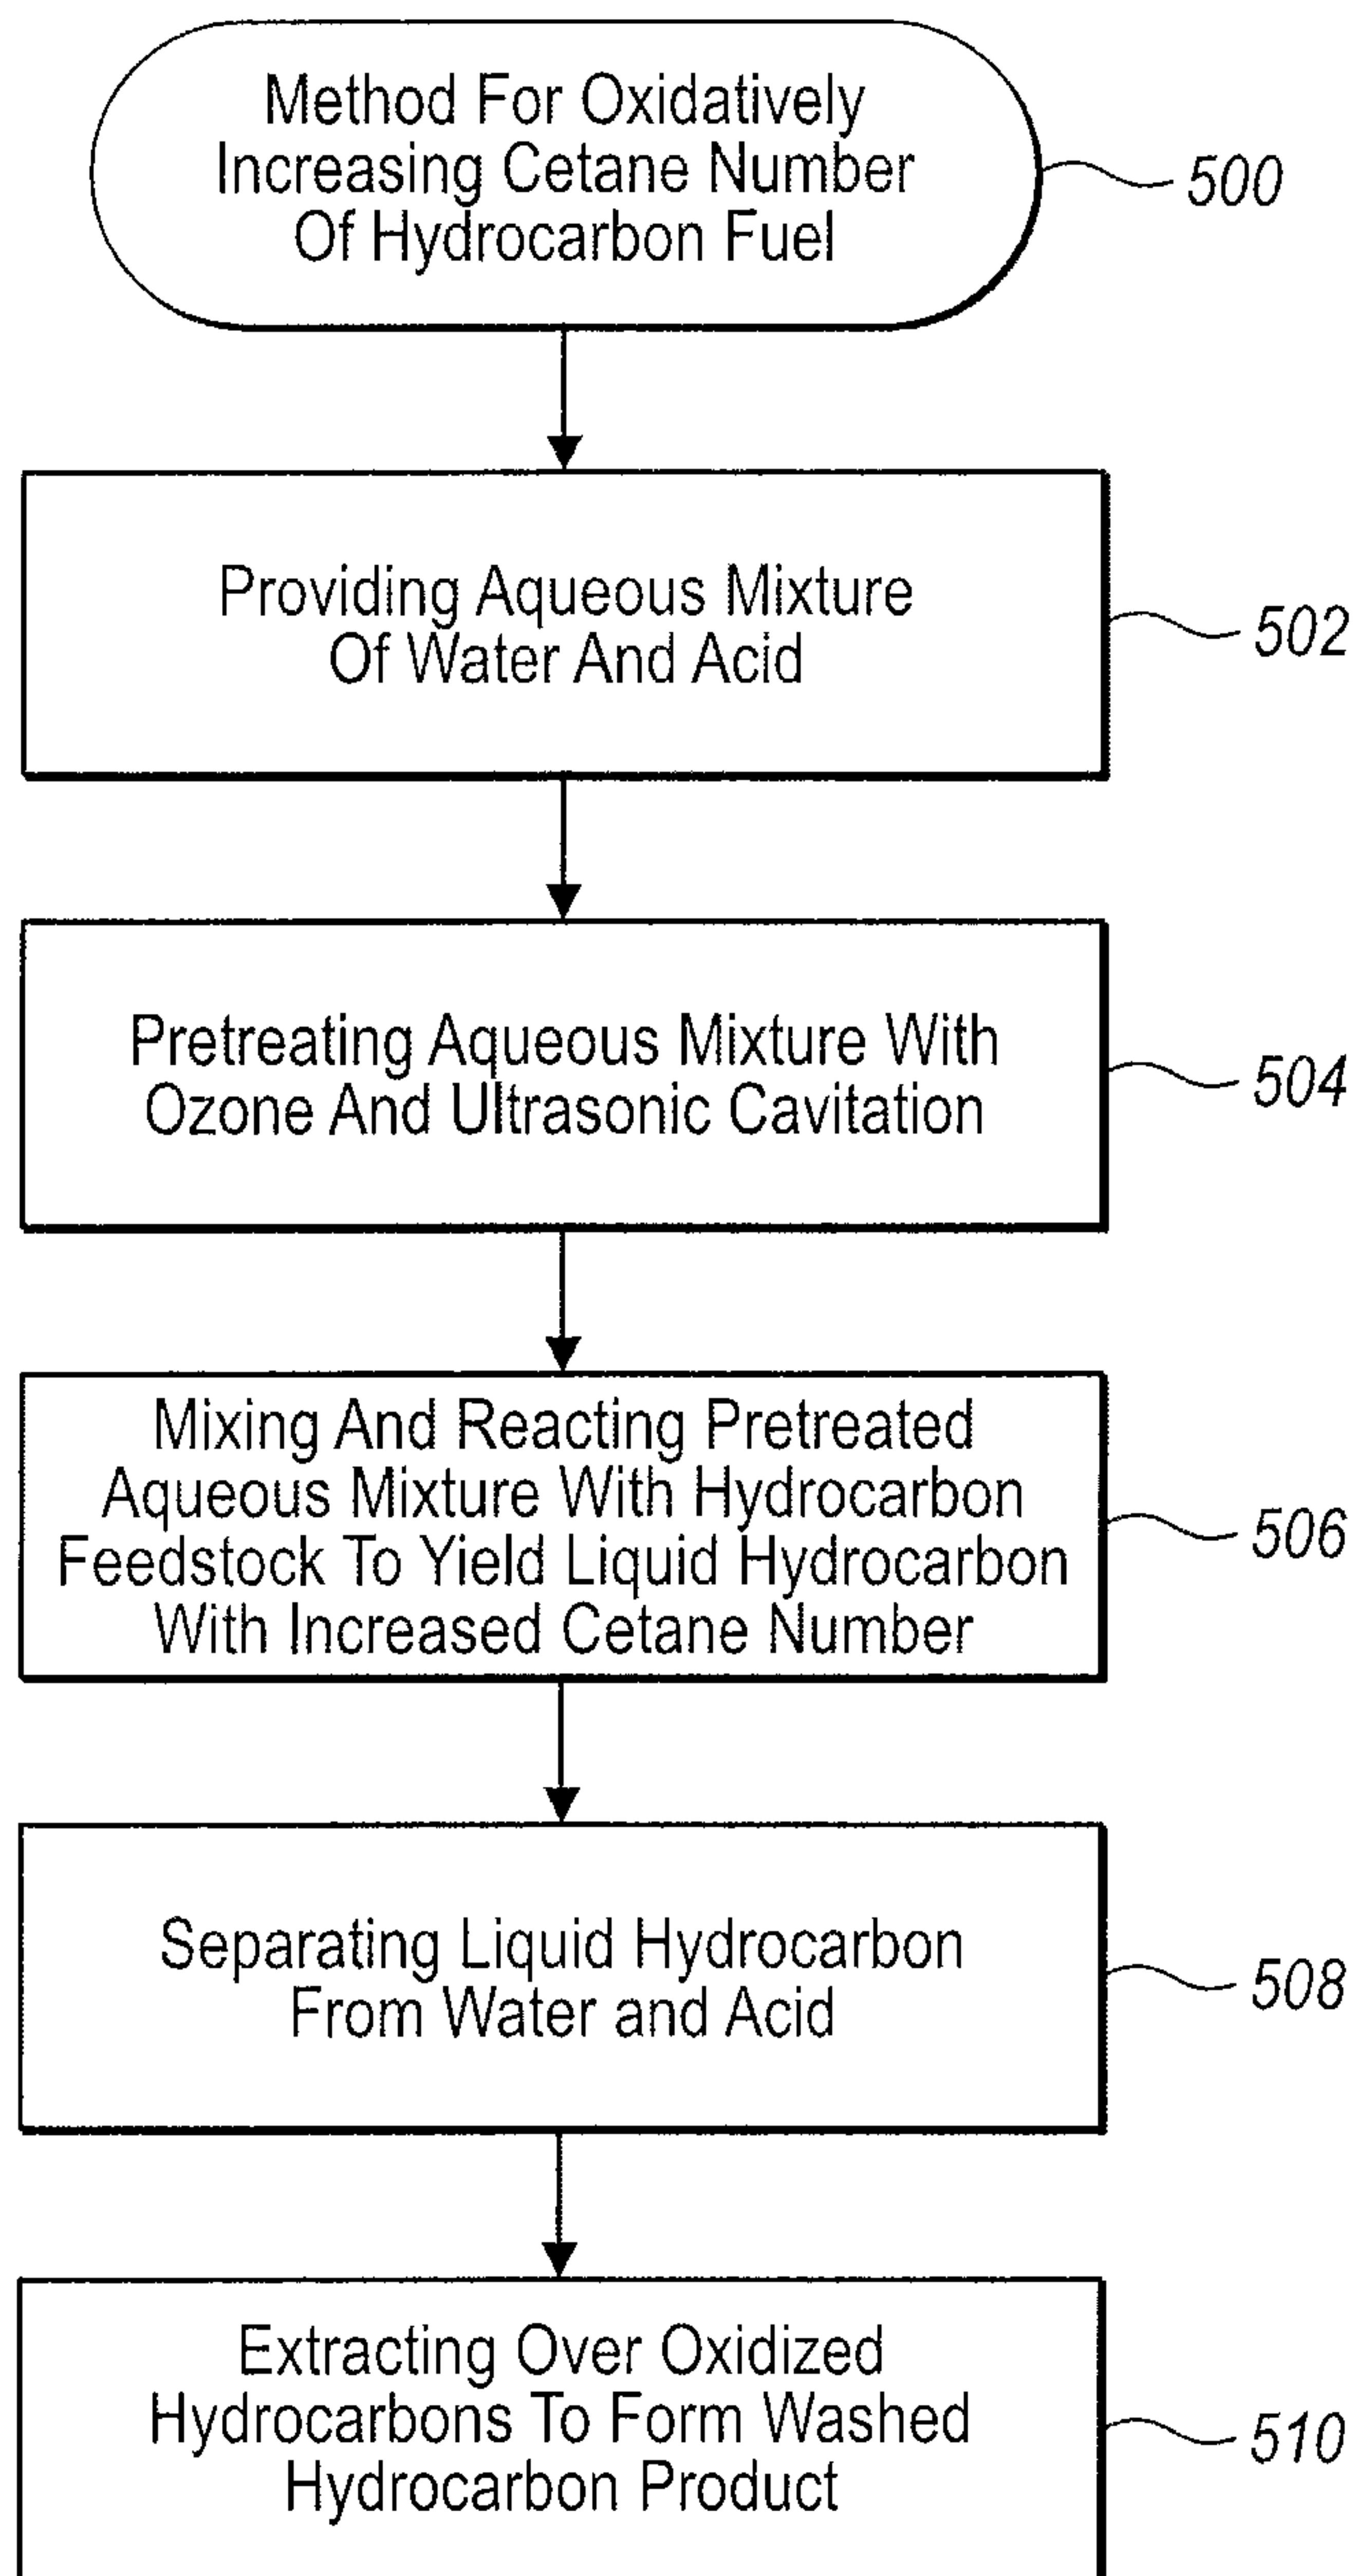 Method For Oxidatively
Increasing Cetane Number
Of Hydrocarbon Fuel
500
Providing Aqueous Mixture
Of Water And Acid
502
Pretreating Aqueous Mixture With
Ozone And Ultrasonic Cavitation
504
Mixing And Reacting Pretreated
Aqueous Mixture With Hydrocarbon
Feedstock To Yield Liquid Hydrocarbon
With Increased Cetane Number
506
Separating Liquid Hydrocarbon
From Water and Acid
508
Extracting Over Oxidized
Hydrocarbons To Form Washed
Hydrocarbon Product
510